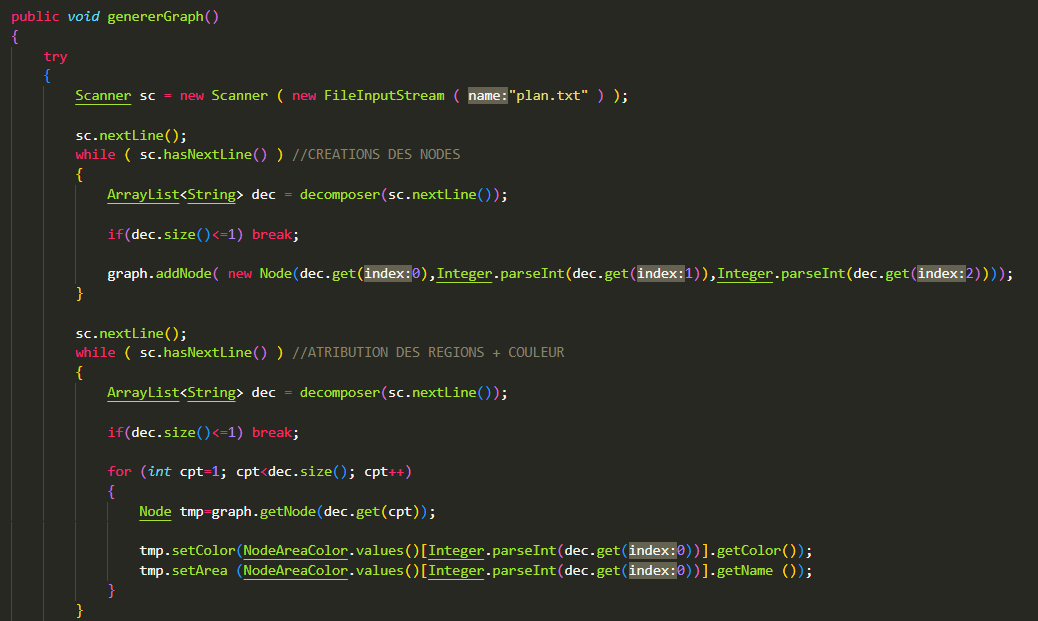 public void genererGraph()
{
try
{
Scanner sc = new Scanner ( new FileInputStream ( name:"plan.txt" ) );
sc.nextLine();
while ( sc.hasNextLine() ) //CREATIONS DES NODES
{
ArrayList<String> dec = decomposer(sc.nextLine());
if(dec.size()<=1) break;
graph.addNode( new Node(dec.get(index:0),Integer.parseInt(dec.get(index:1)),Integer.parseInt(dec.get(index:2))));
}
sc.nextLine();
while ( sc.hasNextLine() ) //ATRIBUTION DES REGIONS + COULEUR
{
ArrayList<String> dec = decomposer(sc.nextLine());
if(dec.size()<=1) break;
for (int cpt=1; cpt<dec.size(); cpt++)
{
Node tmp=graph.getNode(dec.get(cpt));
tmp.setColor(NodeAreaColor.values()[Integer.parseInt(dec.get(index:0))].getColor());
tmp.setArea (NodeAreaColor.values()[Integer.parseInt(dec.get(index:0))].getName ());
}
}